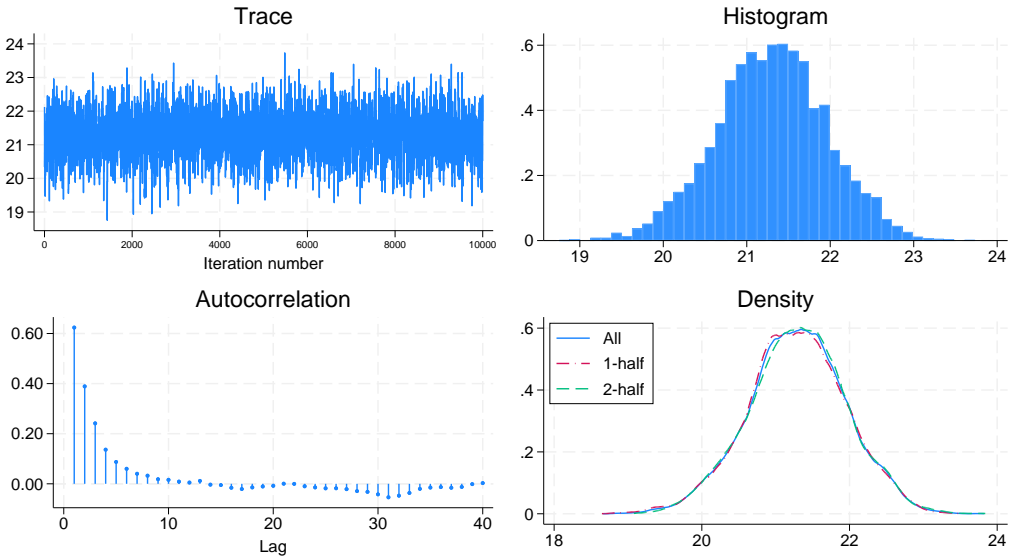 Trace
24
23
22
21
20
19
0 2000 4000 6000 8000 10000
Iteration number
Histogram
.6
.4
.2
0
19 20 21 22 23 24
Autocorrelation
0.60
0.40
0.20
0.00
0 10 20 30 40
Lag
Density
.6
.4
.2
0
All
1-half
2-half
18 20 22 24